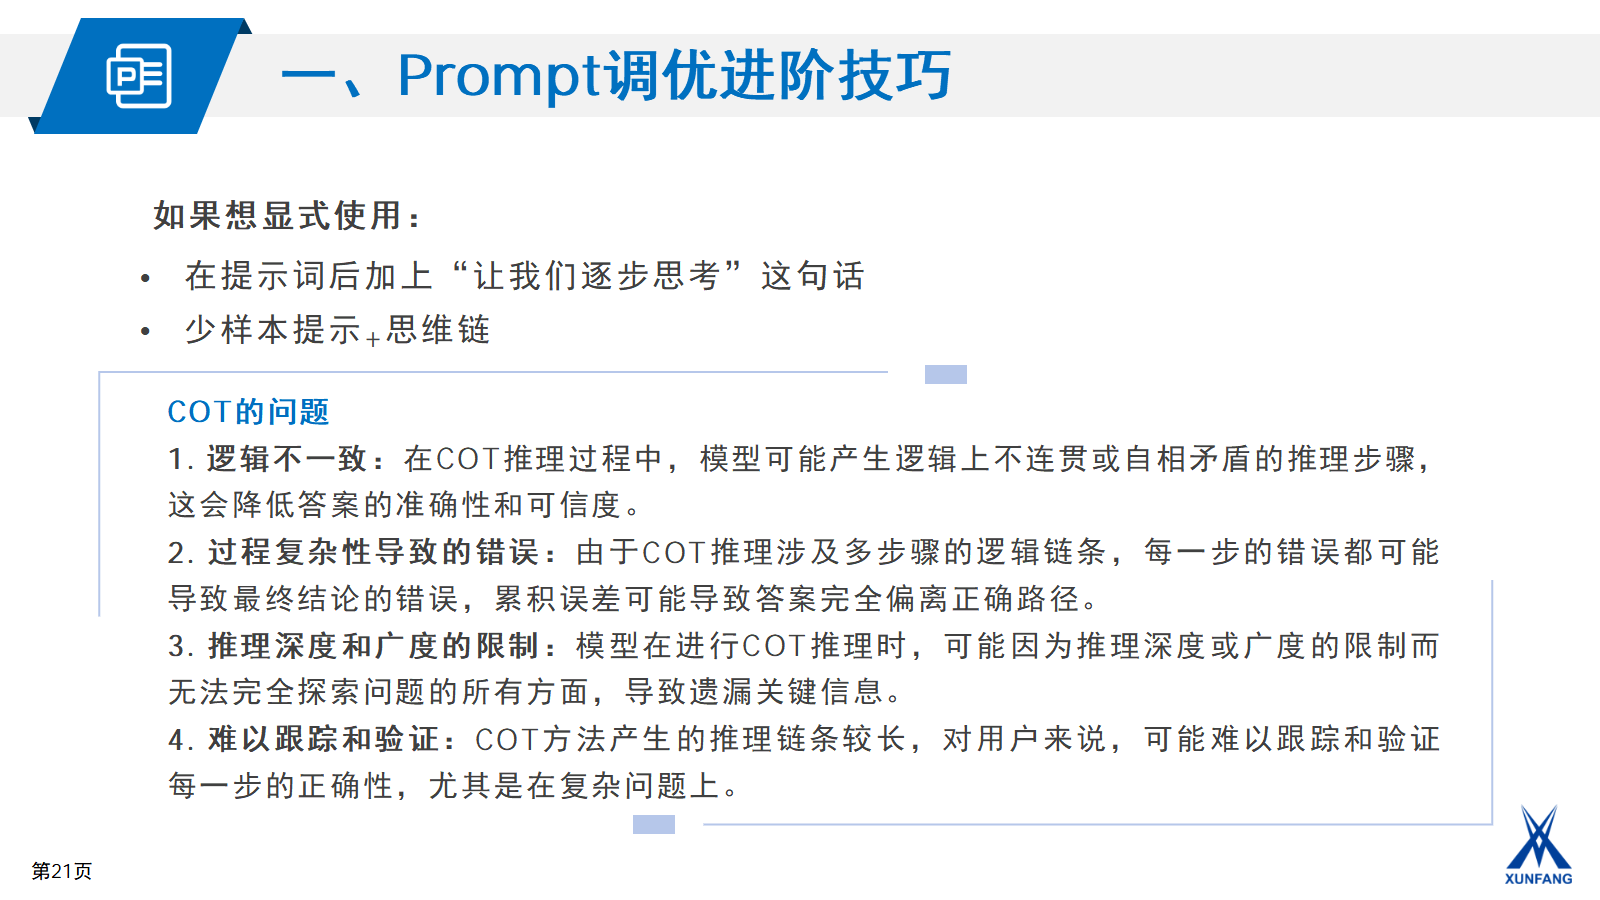 一、Prompt调优进阶技巧
如果想显式使用：
• 在提示词后加上“让我们逐步思考”这句话
• 少样本提示+思维链
COT的问题
1. 逻辑不一致：在COT推理过程中，模型可能产生逻辑上不连贯或自相矛盾的推理步骤，
这会降低答案的准确性和可信度。
2. 过程复杂性导致的错误：由于COT推理涉及多步骤的逻辑链条，每一步的错误都可能
导致最终结论的错误，累积误差可能导致答案完全偏离正确路径。
3. 推理深度和广度的限制：模型在进行COT推理时，可能因为推理深度或广度的限制而
无法完全探索问题的所有方面，导致遗漏关键信息。
4. 难以跟踪和验证：COT方法产生的推理链条较长，对用户来说，可能难以跟踪和验证
每一步的正确性，尤其是在复杂问题上。
XUNFANG
第21页